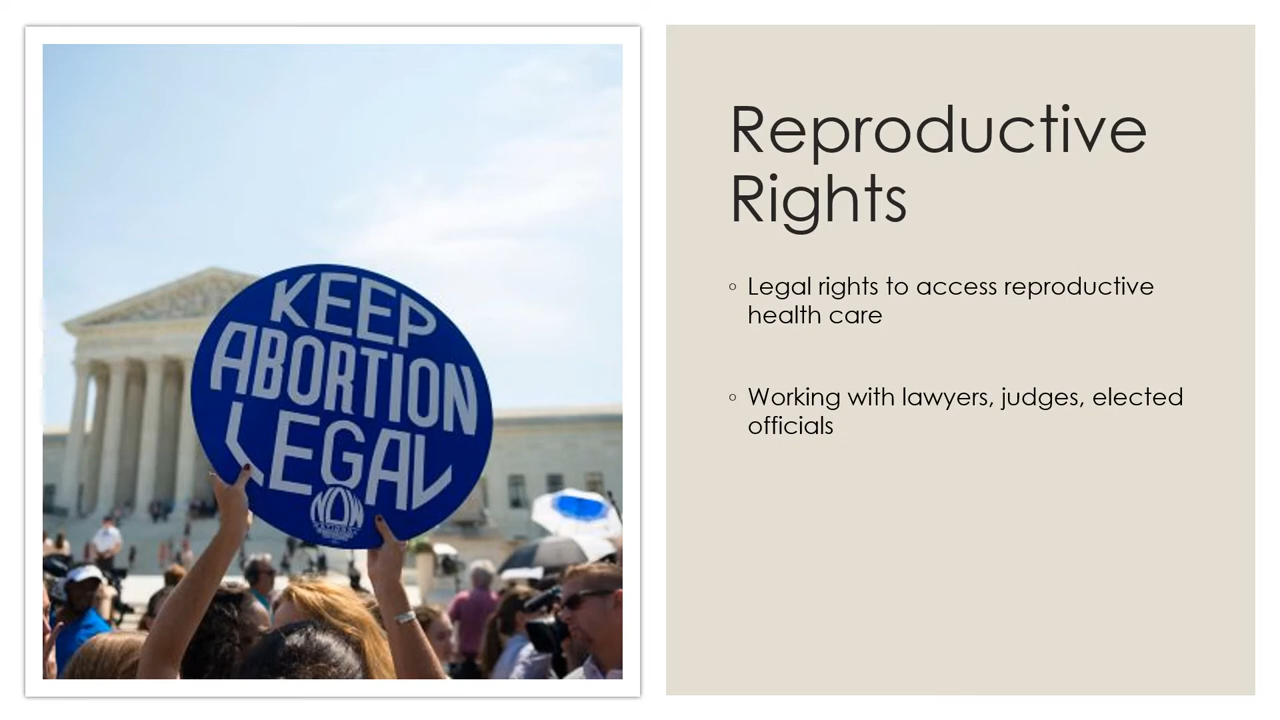 KEEP
ABORTION
LEGAL
NOW
Reproductive
Rights
◦ Legal rights to access reproductive
health care
◦ Working with lawyers, judges, elected
officials